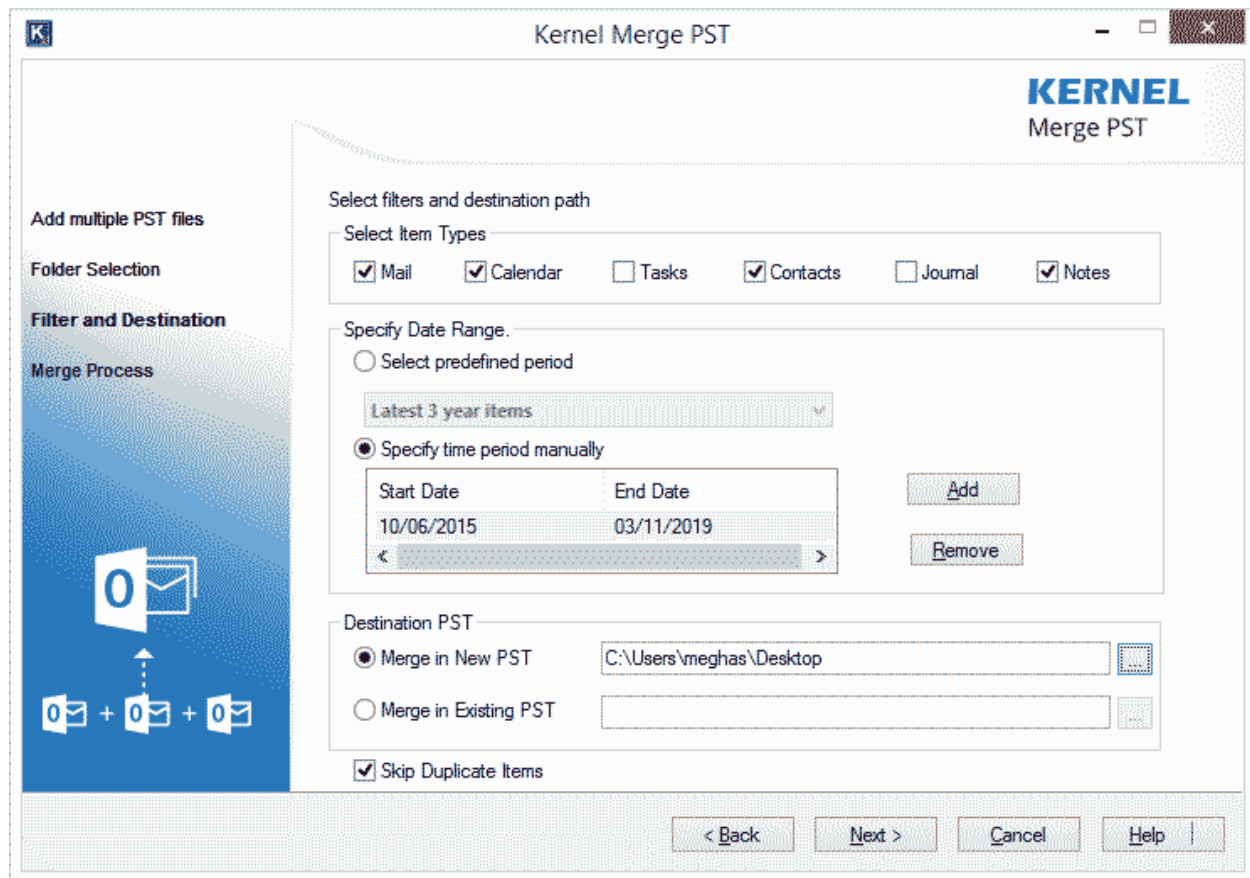 Kernel Merge PST
KERNEL
Merge PST
Add multiple PST files
Folder Selection
Filter and Destination
Merge Process
Select filters and destination path
Select Item Types
Mail Calendar Tasks Contacts Journal Notes
Specify Date Range.
Select predefined period
Latest 3 year items
Specify time period manually
Start Date End Date
10/06/2015 03/11/2019
Add
Remove
Destination PST
Merge in New PST C:\Users\meghas\Desktop ...
Merge in Existing PST ...
Skip Duplicate Items
< Back Next > Cancel Help